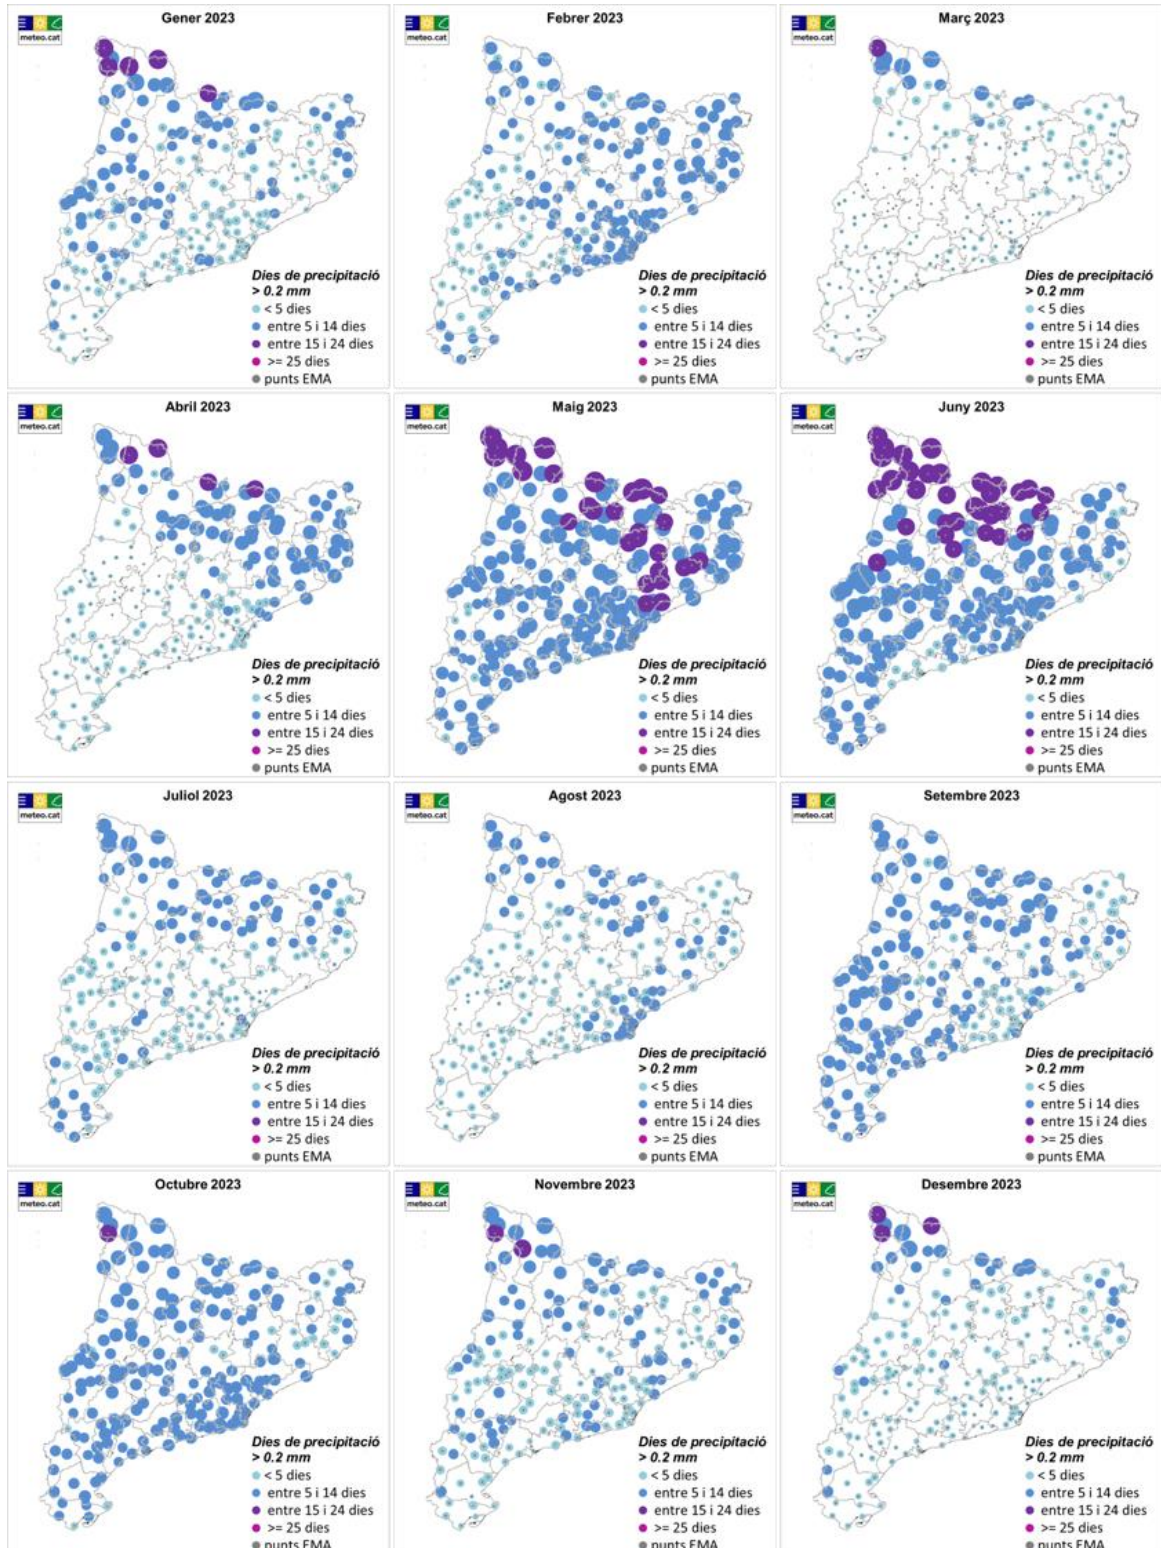 Gener 2023
meteo.cat
Dies de precipitació
> 0.2 mm
< 5 dies
entre 5 i 14 dies
entre 15 i 24 dies
>= 25 dies
punts EMA
Febrer 2023
meteo.cat
Dies de precipitació
> 0.2 mm
< 5 dies
entre 5 i 14 dies
entre 15 i 24 dies
>= 25 dies
punts EMA
Març 2023
meteo.cat
Dies de precipitació
> 0.2 mm
< 5 dies
entre 5 i 14 dies
entre 15 i 24 dies
>= 25 dies
punts EMA
Abril 2023
meteo.cat
Dies de precipitació
> 0.2 mm
< 5 dies
entre 5 i 14 dies
entre 15 i 24 dies
>= 25 dies
punts EMA
Maig 2023
meteo.cat
Dies de precipitació
> 0.2 mm
< 5 dies
entre 5 i 14 dies
entre 15 i 24 dies
>= 25 dies
punts EMA
Juny 2023
meteo.cat
Dies de precipitació
> 0.2 mm
< 5 dies
entre 5 i 14 dies
entre 15 i 24 dies
>= 25 dies
punts EMA
Juliol 2023
meteo.cat
Dies de precipitació
> 0.2 mm
< 5 dies
entre 5 i 14 dies
entre 15 i 24 dies
>= 25 dies
punts EMA
Agost 2023
meteo.cat
Dies de precipitació
> 0.2 mm
< 5 dies
entre 5 i 14 dies
entre 15 i 24 dies
>= 25 dies
punts EMA
Setembre 2023
meteo.cat
Dies de precipitació
> 0.2 mm
< 5 dies
entre 5 i 14 dies
entre 15 i 24 dies
>= 25 dies
punts EMA
Octubre 2023
meteo.cat
Dies de precipitació
> 0.2 mm
< 5 dies
entre 5 i 14 dies
entre 15 i 24 dies
>= 25 dies
punts EMA
Novembre 2023
meteo.cat
Dies de precipitació
> 0.2 mm
< 5 dies
entre 5 i 14 dies
entre 15 i 24 dies
>= 25 dies
punts EMA
Desembre 2023
meteo.cat
Dies de precipitació
> 0.2 mm
< 5 dies
entre 5 i 14 dies
entre 15 i 24 dies
>= 25 dies
punts EMA